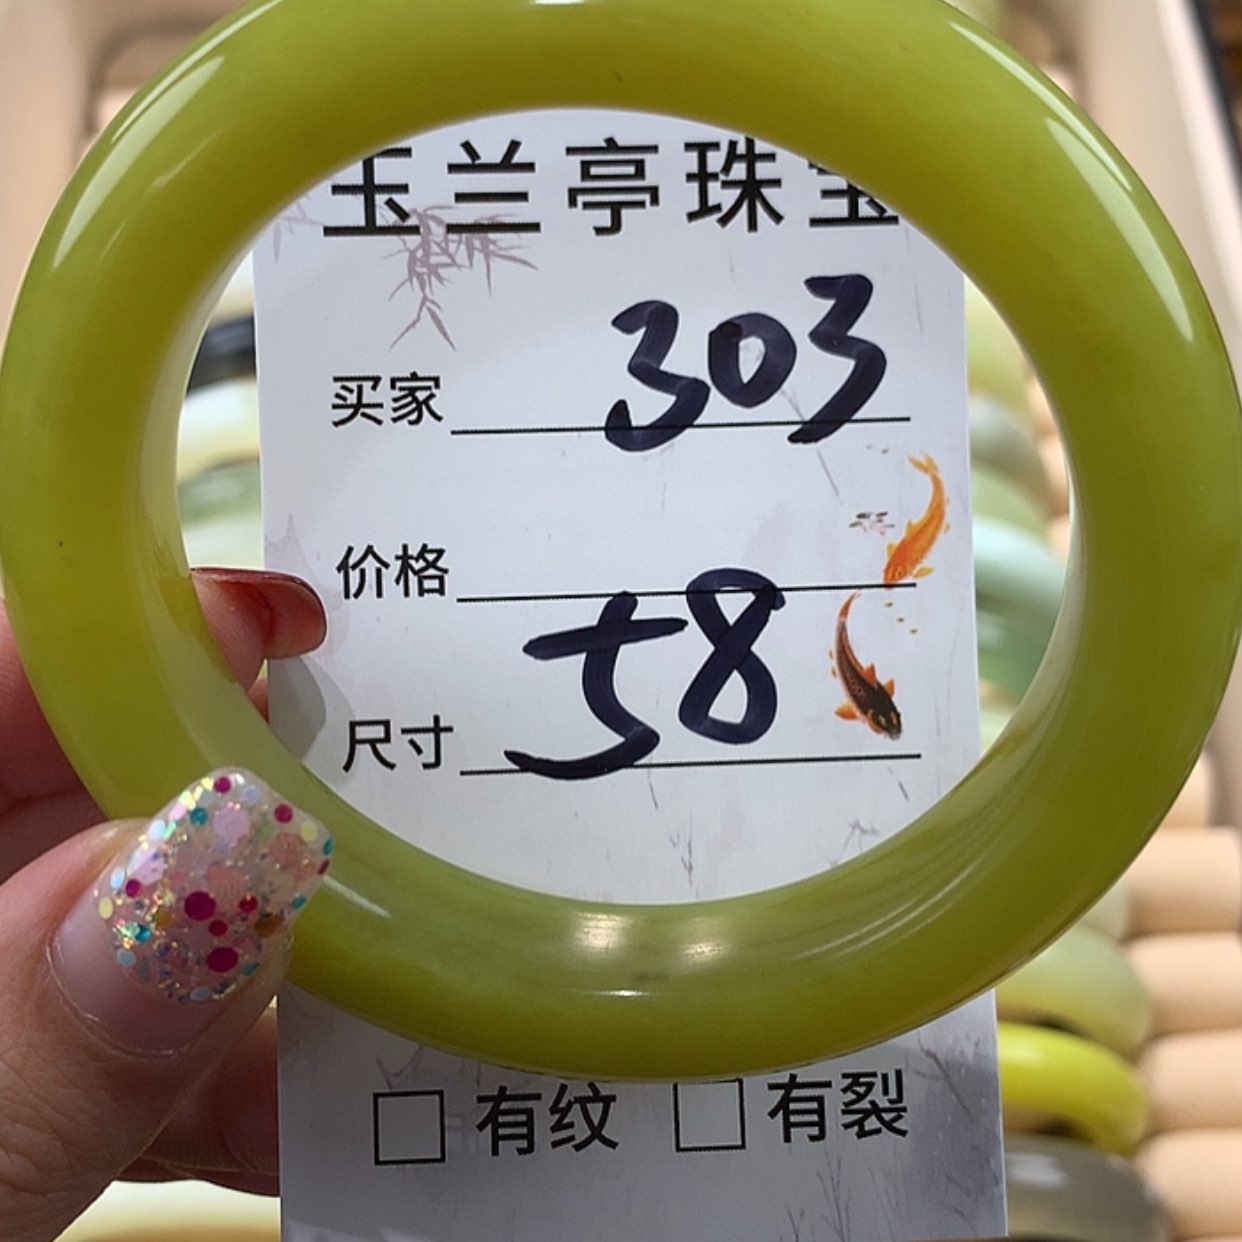 玉兰亭珠宝
买家 303
价格
尺寸 58
□ 有纹 □ 有裂